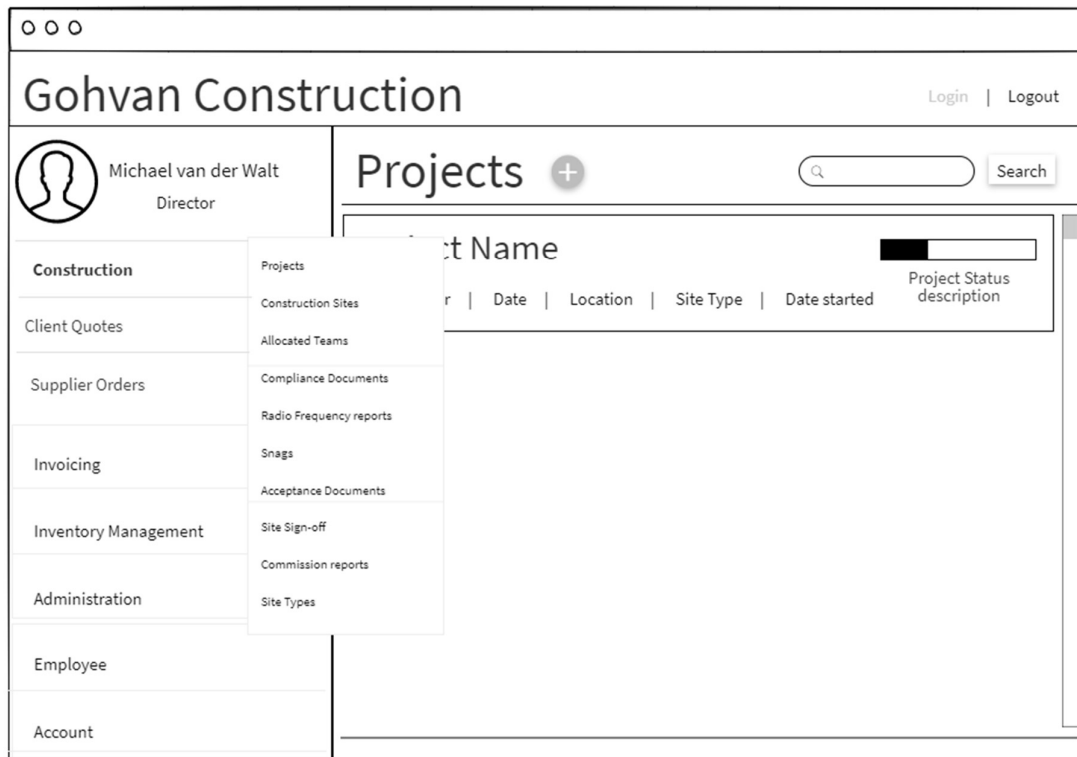 Gohvan Construction
Login | Logout
Michael van der Walt
Director
Projects
Search
Construction
Client Quotes
Supplier Orders
Invoicing
Inventory Management
Administration
Employee
Account
Projects
Construction Sites
Allocated Teams
Compliance Documents
Radio Frequency reports
Snags
Acceptance Documents
Site Sign-off
Commission reports
Site Types
Name
| Date | Location | Site Type | Date started
Project Status
description